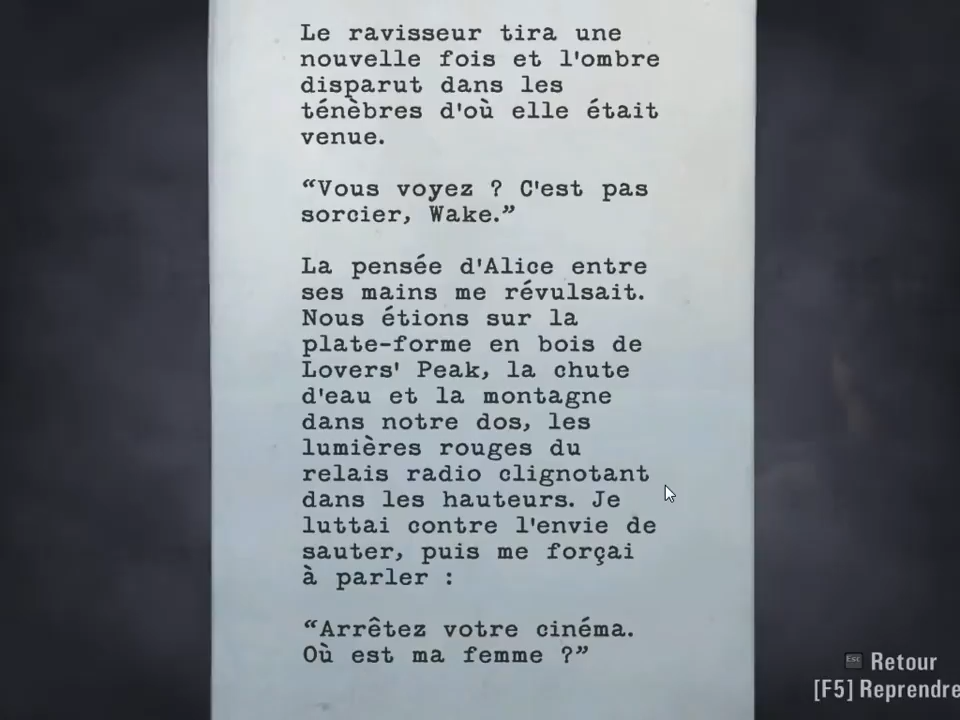 Le ravisseur tira une
nouvelle fois et l'ombre
disparut dans les
ténèbres d'où elle était
venue.
“Vous voyez ? C'est pas
sorcier, Wake.”
La pensée d'Alice entre
ses mains me révulsait.
Nous étions sur la
plate-forme en bois de
Lovers' Peak, la chute
d'eau et la montagne
dans notre dos, les
lumières rouges du
relais radio clignotant
dans les hauteurs. Je
luttai contre l'envie de
sauter, puis me forçai
à parler :
“Arrêtez votre cinéma.
Où est ma femme ?”
Esc Retour
[F5] Reprendre